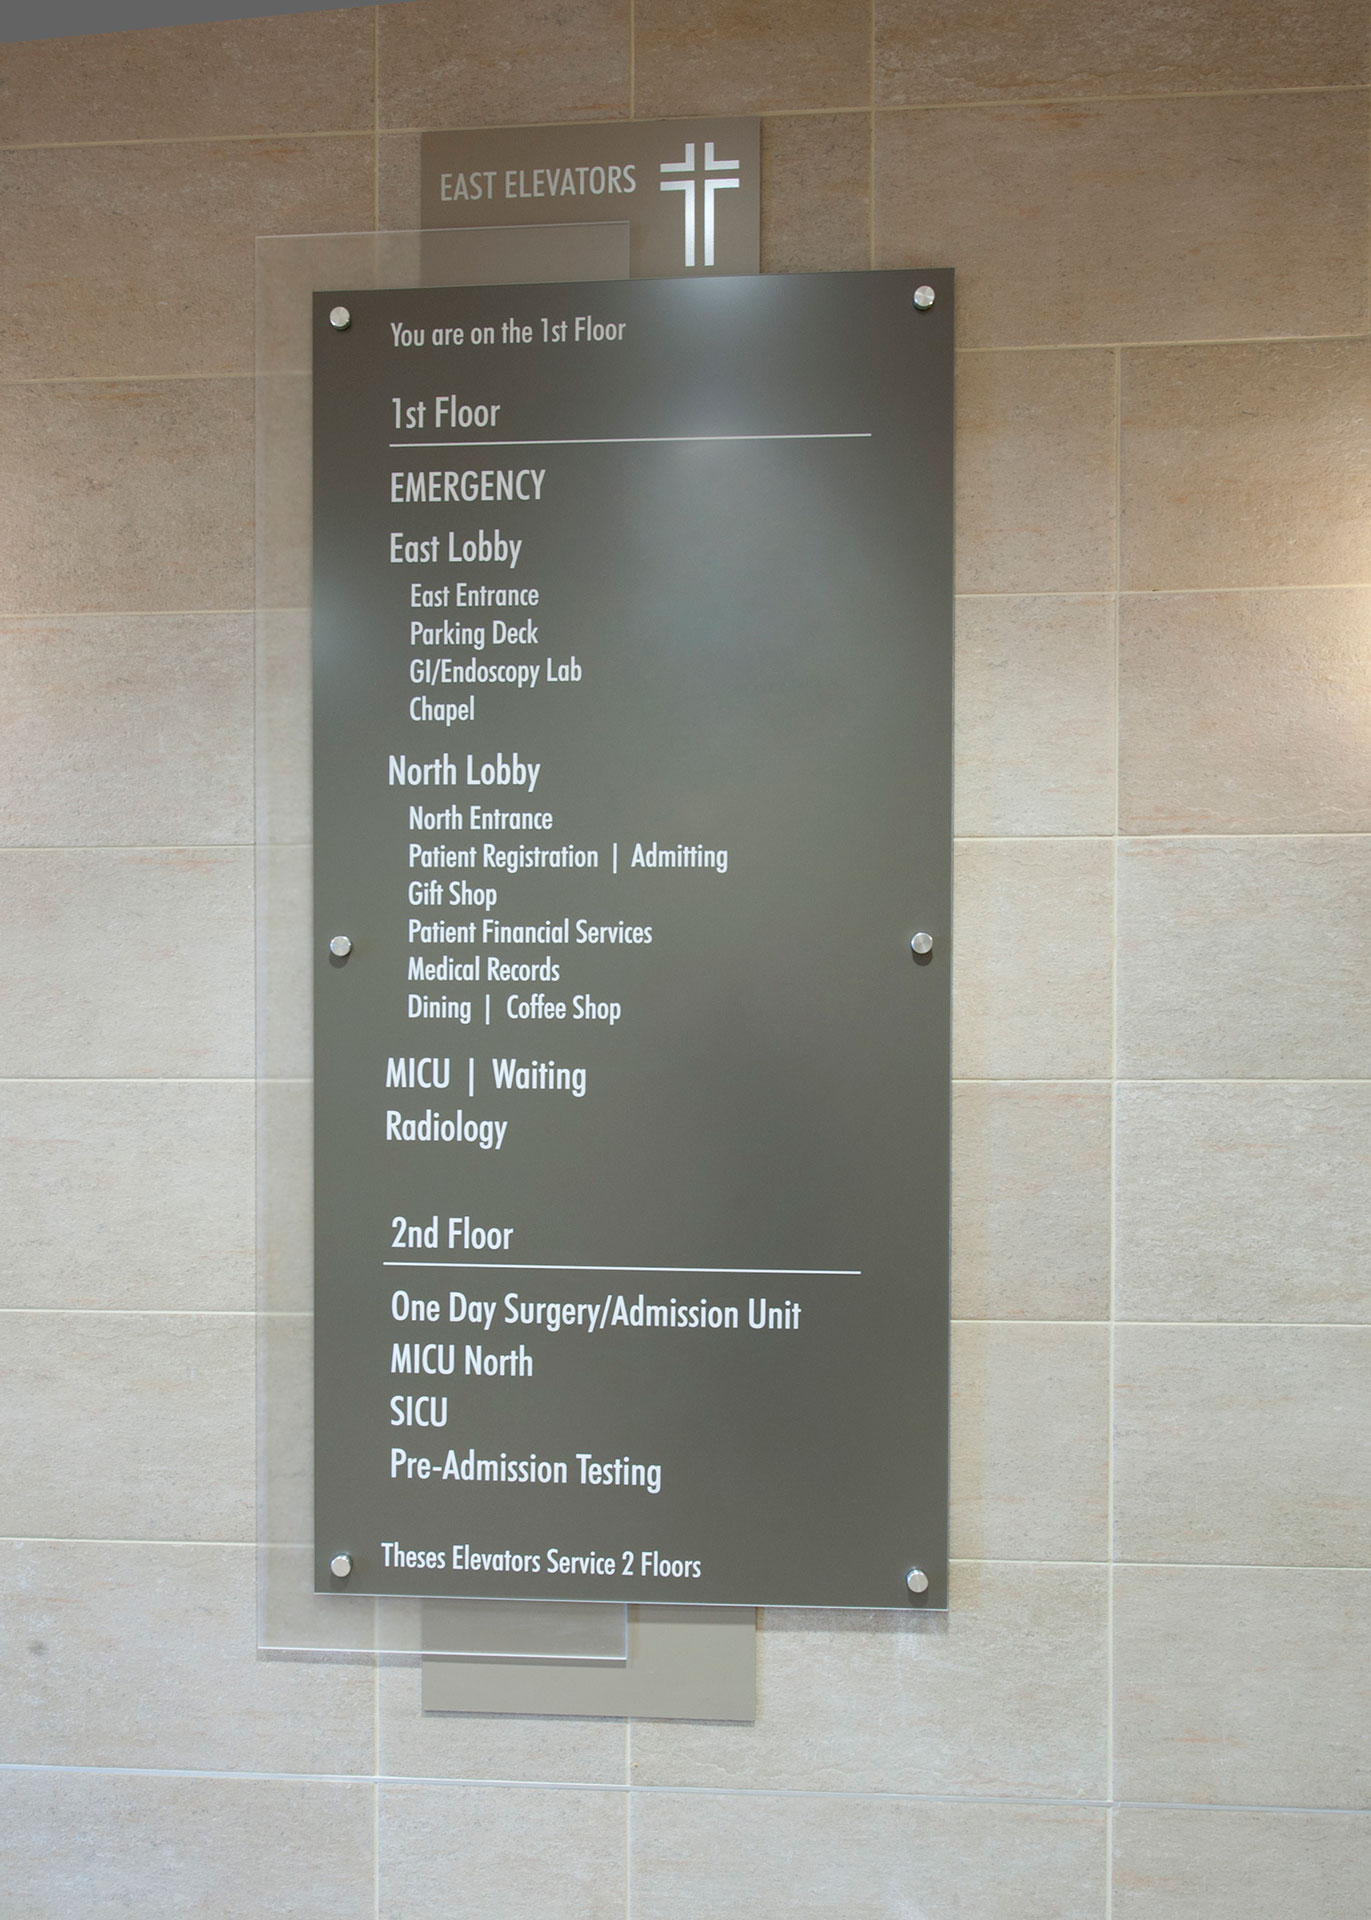 EAST ELEVATORS
You are on the 1st Floor
1st Floor
EMERGENCY
East Lobby
East Entrance
Parking Deck
GI/Endoscopy Lab
Chapel
North Lobby
North Entrance
Patient Registration | Admitting
Gift Shop
Patient Financial Services
Medical Records
Dining | Coffee Shop
MICU | Waiting
Radiology
2nd Floor
One Day Surgery/Admission Unit
MICU North
SICU
Pre-Admission Testing
Theses Elevators Service 2 Floors